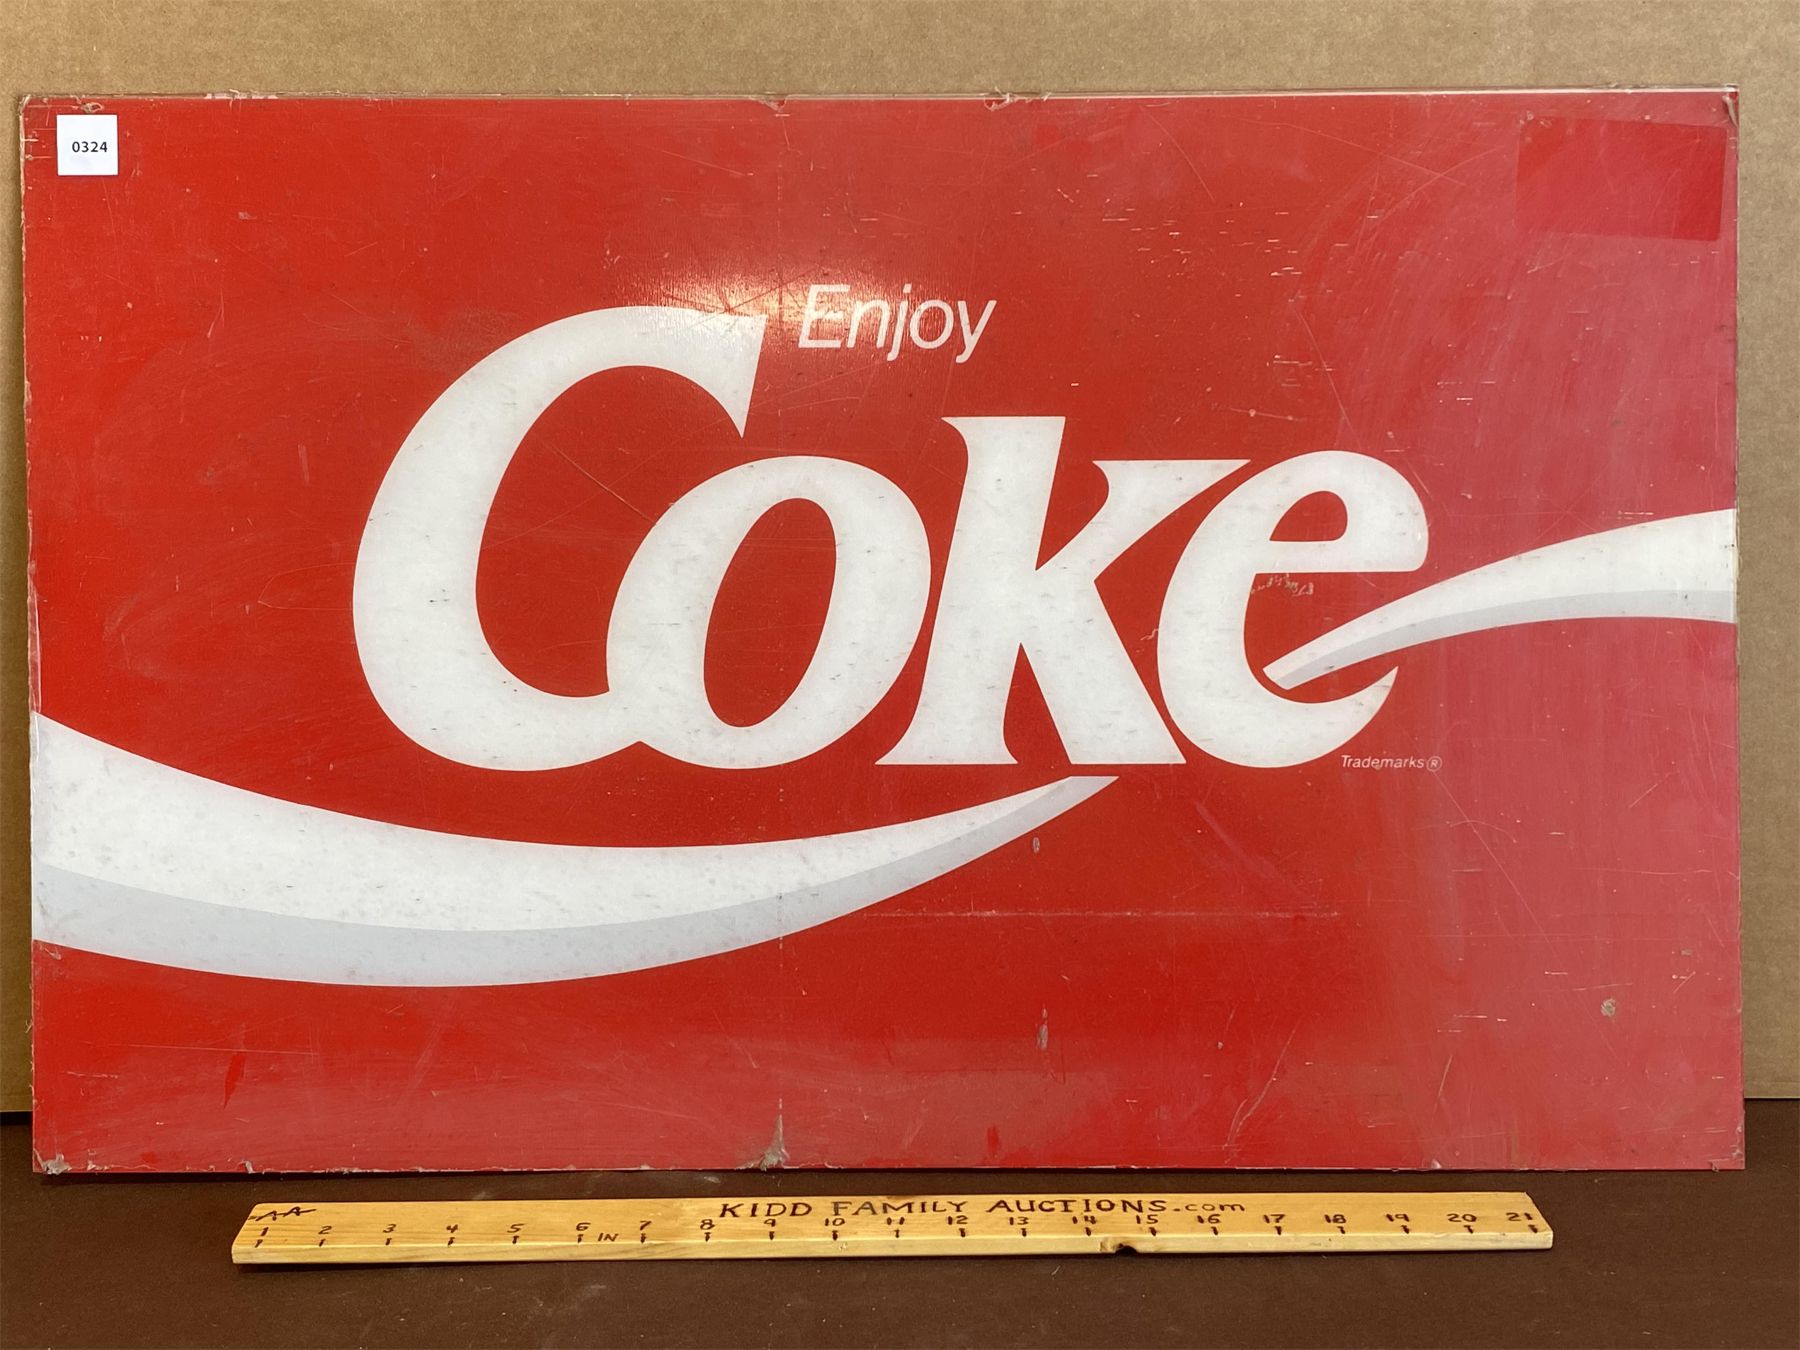 0324
Enjoy
Coke
Trademarks ®
KIDD FAMILY AUCTIONS.com
1 2 3 4 5 6 IN 7 8 9 10 11 12 13 14 15 16 17 18 19 20 21